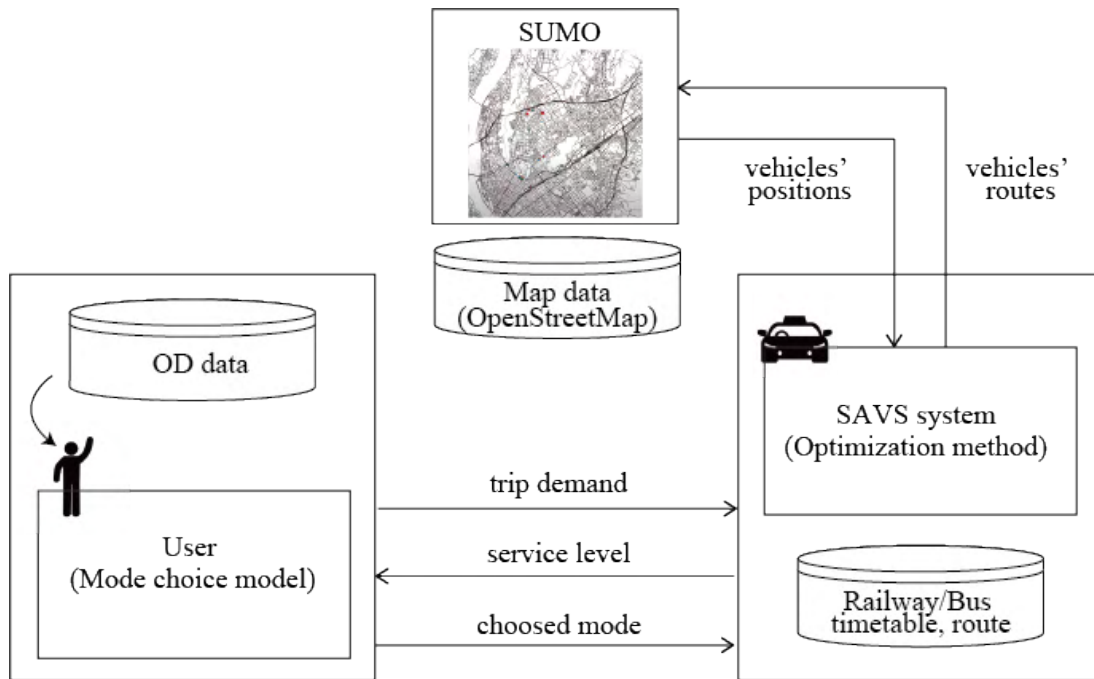 SUMO
vehicles’
positions
vehicles’
routes
Map data
(OpenStreetMap)
OD data
User
(Mode choice model)
trip demand
service level
choosed mode
SAVS system
(Optimization method)
Railway/Bus
timetable, route